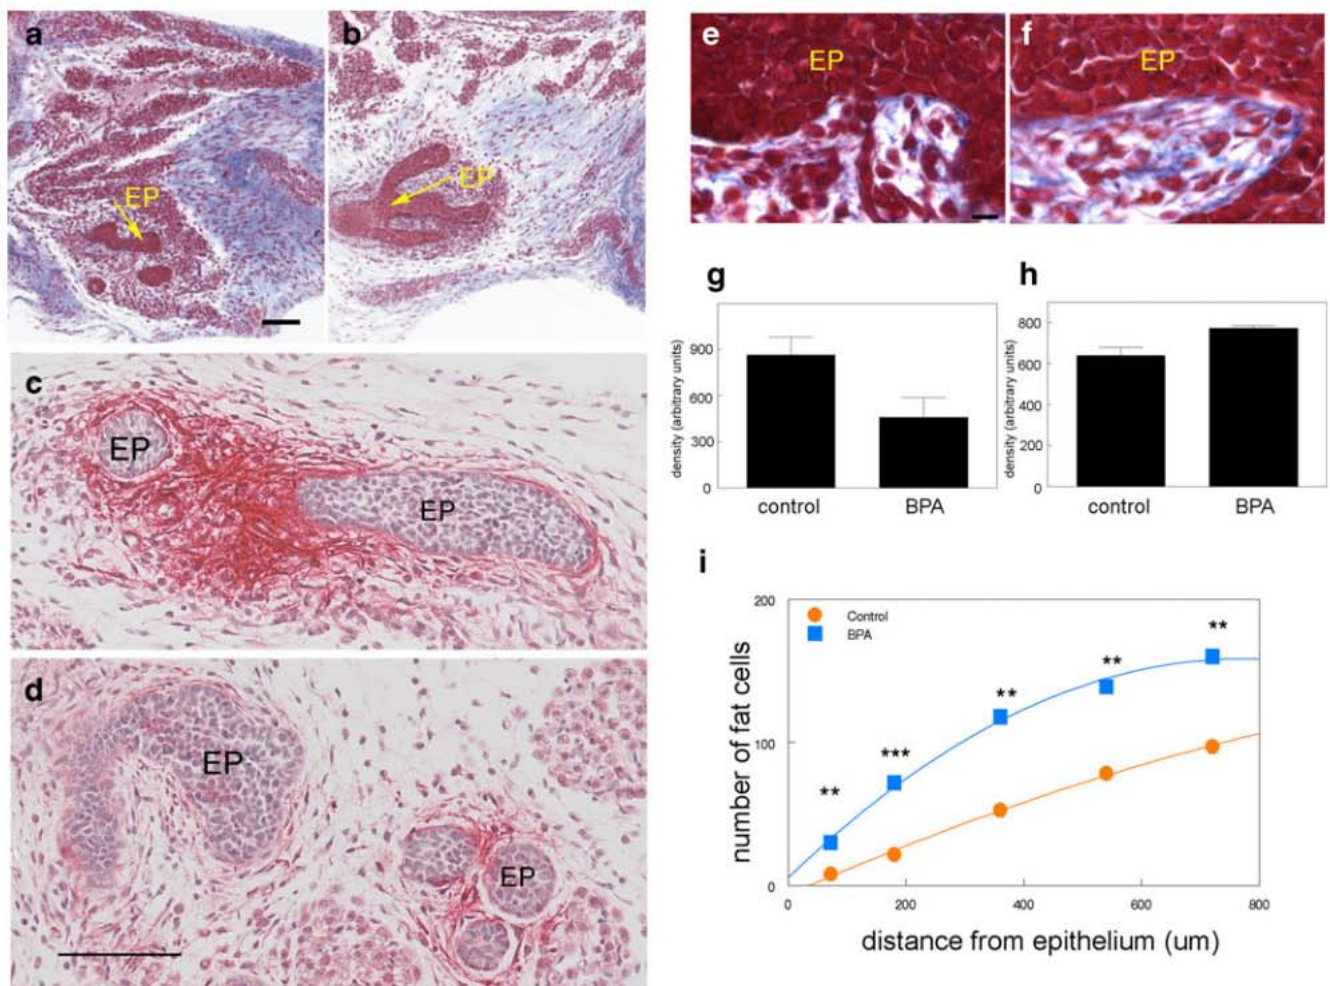 a
b
EP
EP
c
EP
EP
d
EP
EP
e
f
EP
EP
g
h
density (arbitrary units)
900
600
300
0
control
BPA
density (arbitrary units)
800
600
400
200
0
control
BPA
i
number of fat cells
200
100
0
Control
BPA
**
***
**
**
**
0
200
400
600
800
distance from epithelium (um)